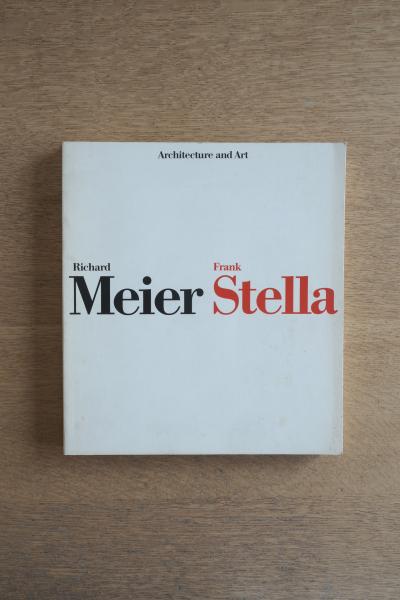 Architecture and Art
Richard Frank
Meier Stella